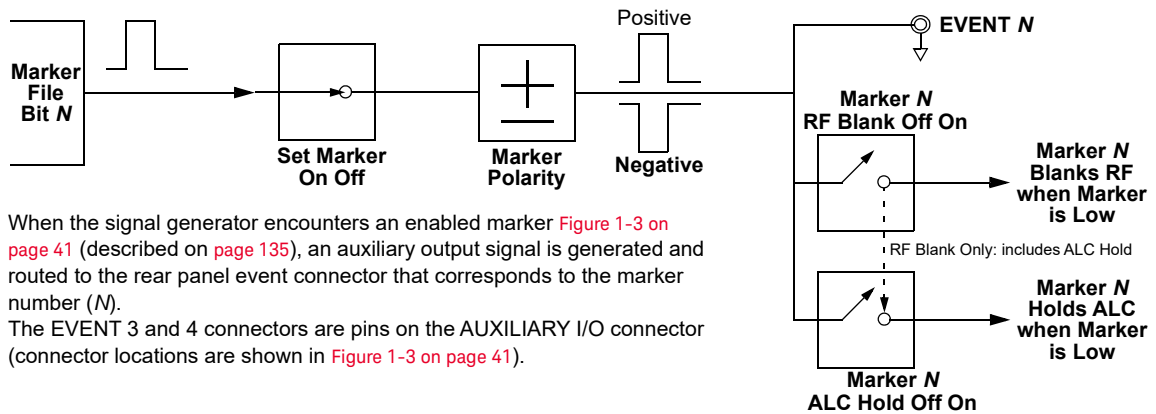 Positive
EVENT N
Marker
File
Bit N
Marker N
RF Blank Off On
Set Marker
On Off
Marker
Polarity
Negative
Marker N
Blanks RF
when Marker
is Low
When the signal generator encounters an enabled marker Figure 1-3 on
page 41 (described on page 135), an auxiliary output signal is generated and
routed to the rear panel event connector that corresponds to the marker
number (N).
The EVENT 3 and 4 connectors are pins on the AUXILIARY I/O connector
(connector locations are shown in Figure 1-3 on page 41).
RF Blank Only: includes ALC Hold
Marker N
Holds ALC
when Marker
is Low
Marker N
ALC Hold Off On